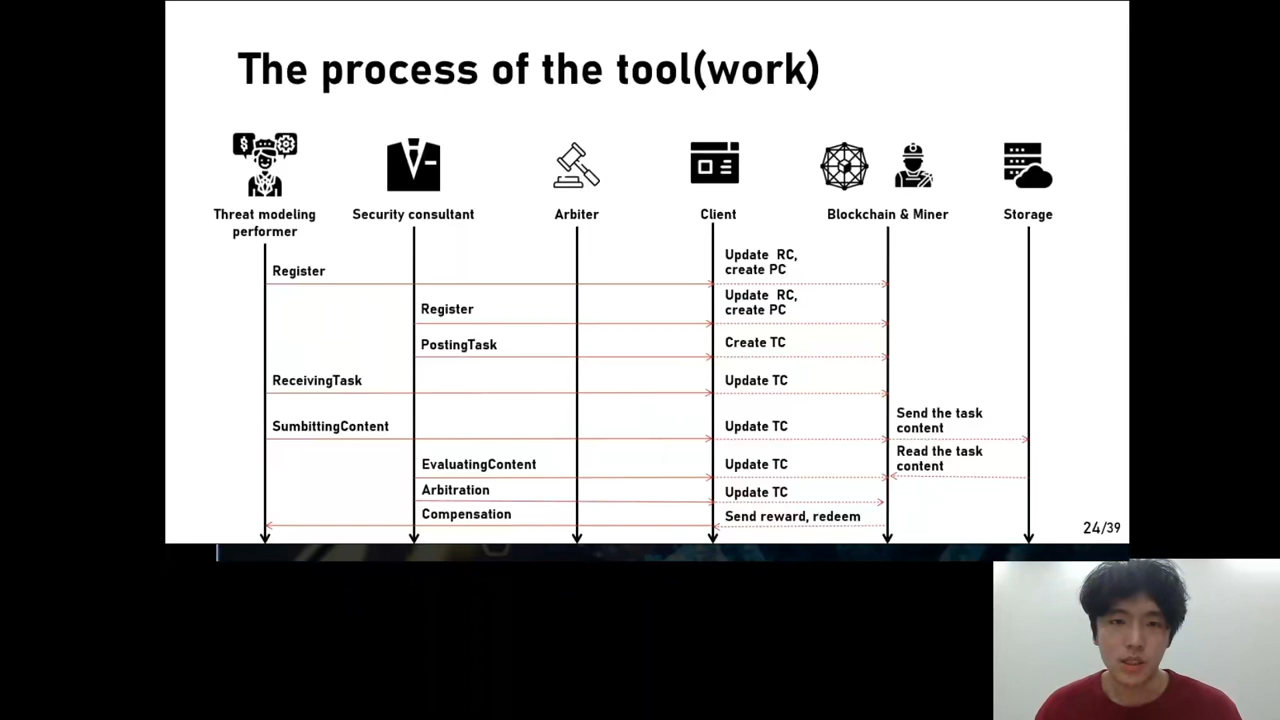 The process of the tool(work)
$
Threat modeling
performer
Security consultant
Arbiter
Client
Blockchain & Miner
Storage
Register
Update RC,
create PC
Register
Update RC,
create PC
PostingTask
Create TC
ReceivingTask
Update TC
SumbittingContent
Update TC
Send the task
content
EvaluatingContent
Update TC
Read the task
content
Arbitration
Update TC
Compensation
Send reward, redeem
24/39